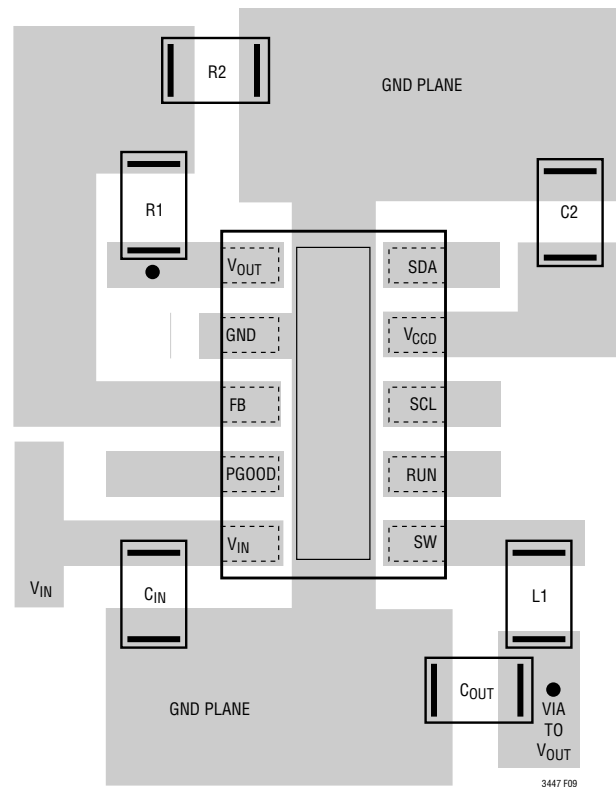 R2
GND PLANE
R1
C2
VOUT
SDA
GND
VCCD
FB
SCL
PGOOD
RUN
VIN
SW
VIN
CIN
L1
COUT
GND PLANE
VIA
TO
VOUT
3447 F09